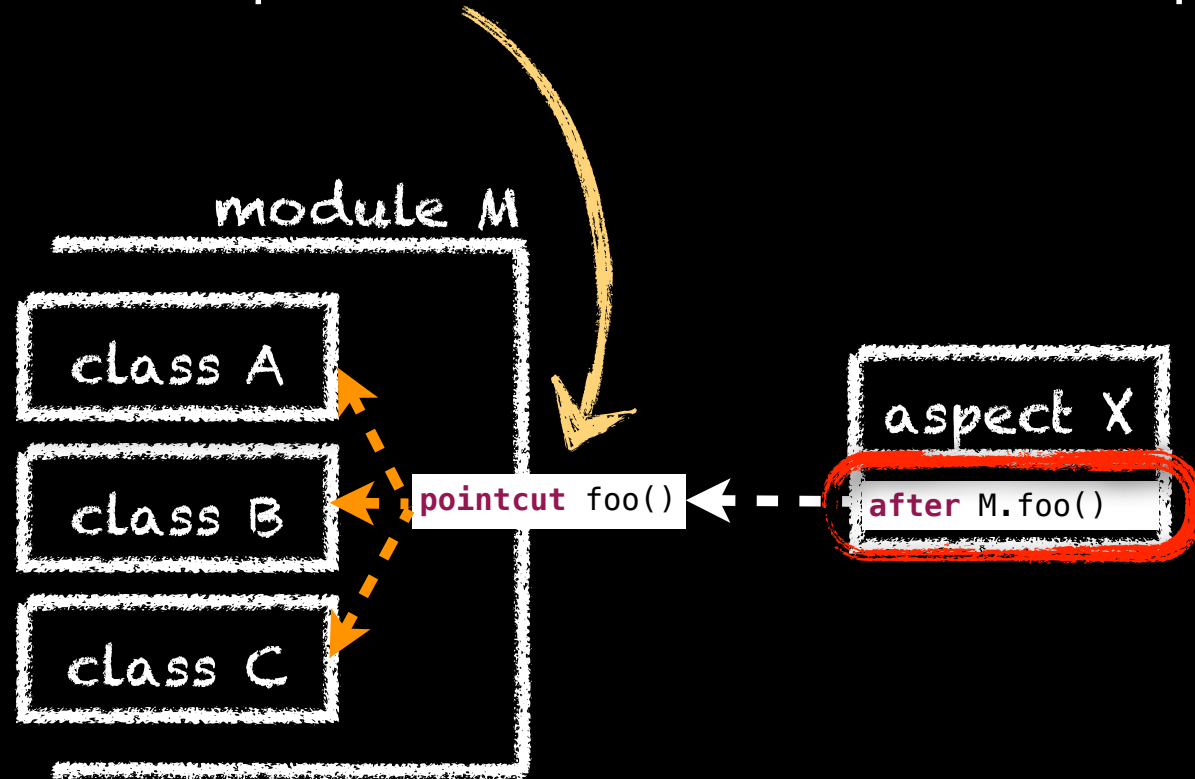 module M
class A
aspect X
pointcut foo()
after M.foo()
class B
class C